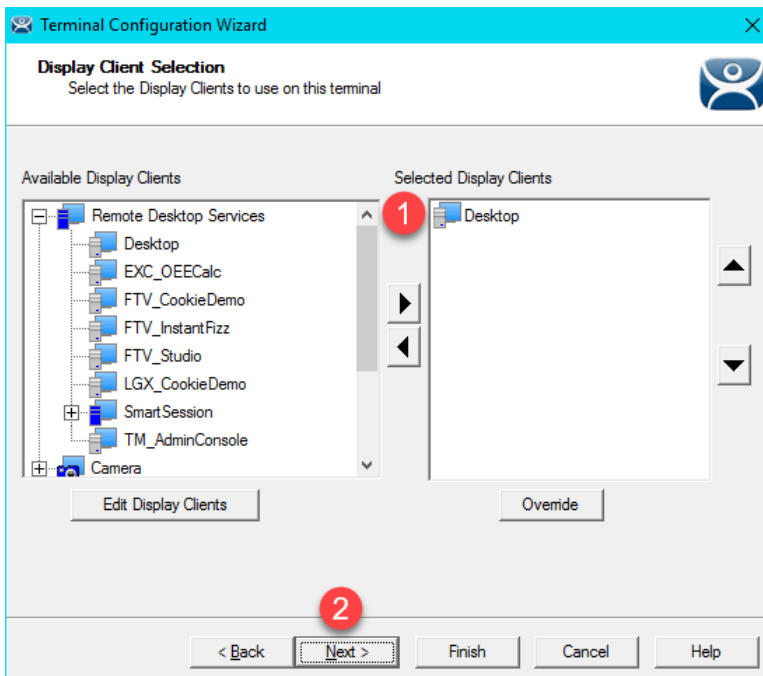 Terminal Configuration Wizard
Display Client Selection
Select the Display Clients to use on this terminal
Available Display Clients
Selected Display Clients
Remote Desktop Services
Desktop
EXC_OEECalc
FTV_CookieDemo
FTV_InstantFizz
FTV_Studio
LGX_CookieDemo
SmartSession
TM_AdminConsole
Camera
1
Desktop
Edit Display Clients
Override
2
< Back
Next >
Finish
Cancel
Help